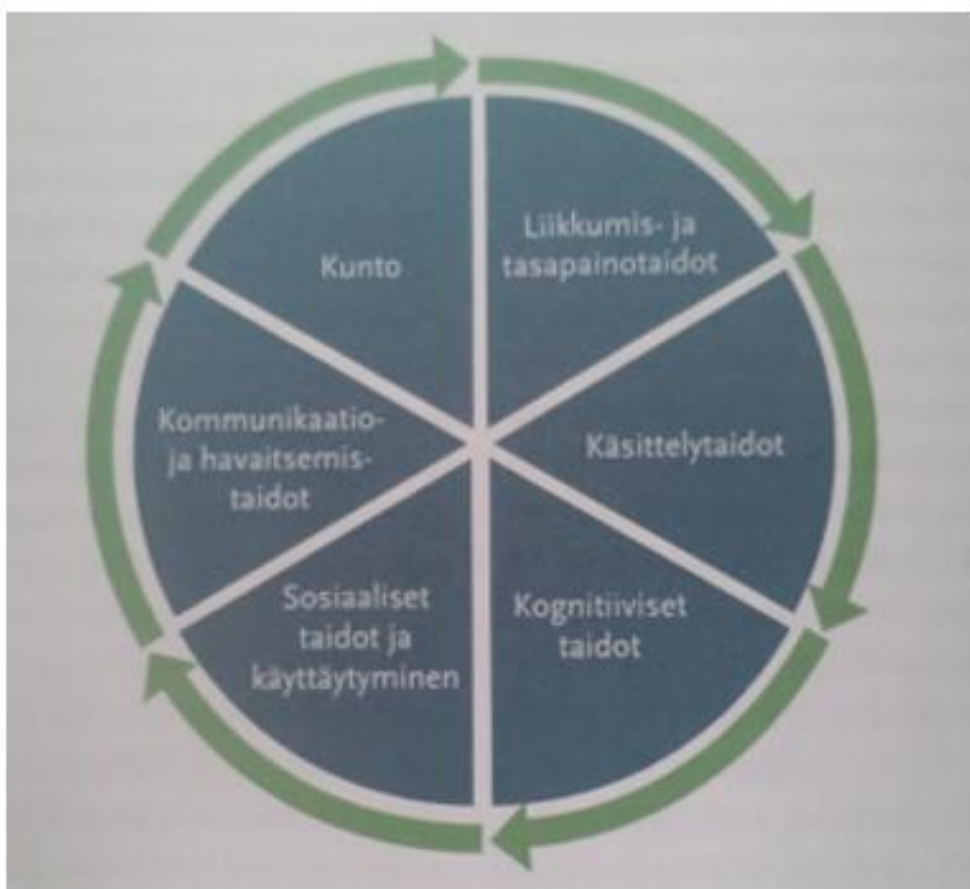 Kunto
Liikkumis- ja
tasapainotaidot
Käsittelytaidot
Kognitiiviset
taidot
Sosiaaliset
taidot ja
käyttäytyminen
Kommunikaatio-
ja havaitsemis-
taidot